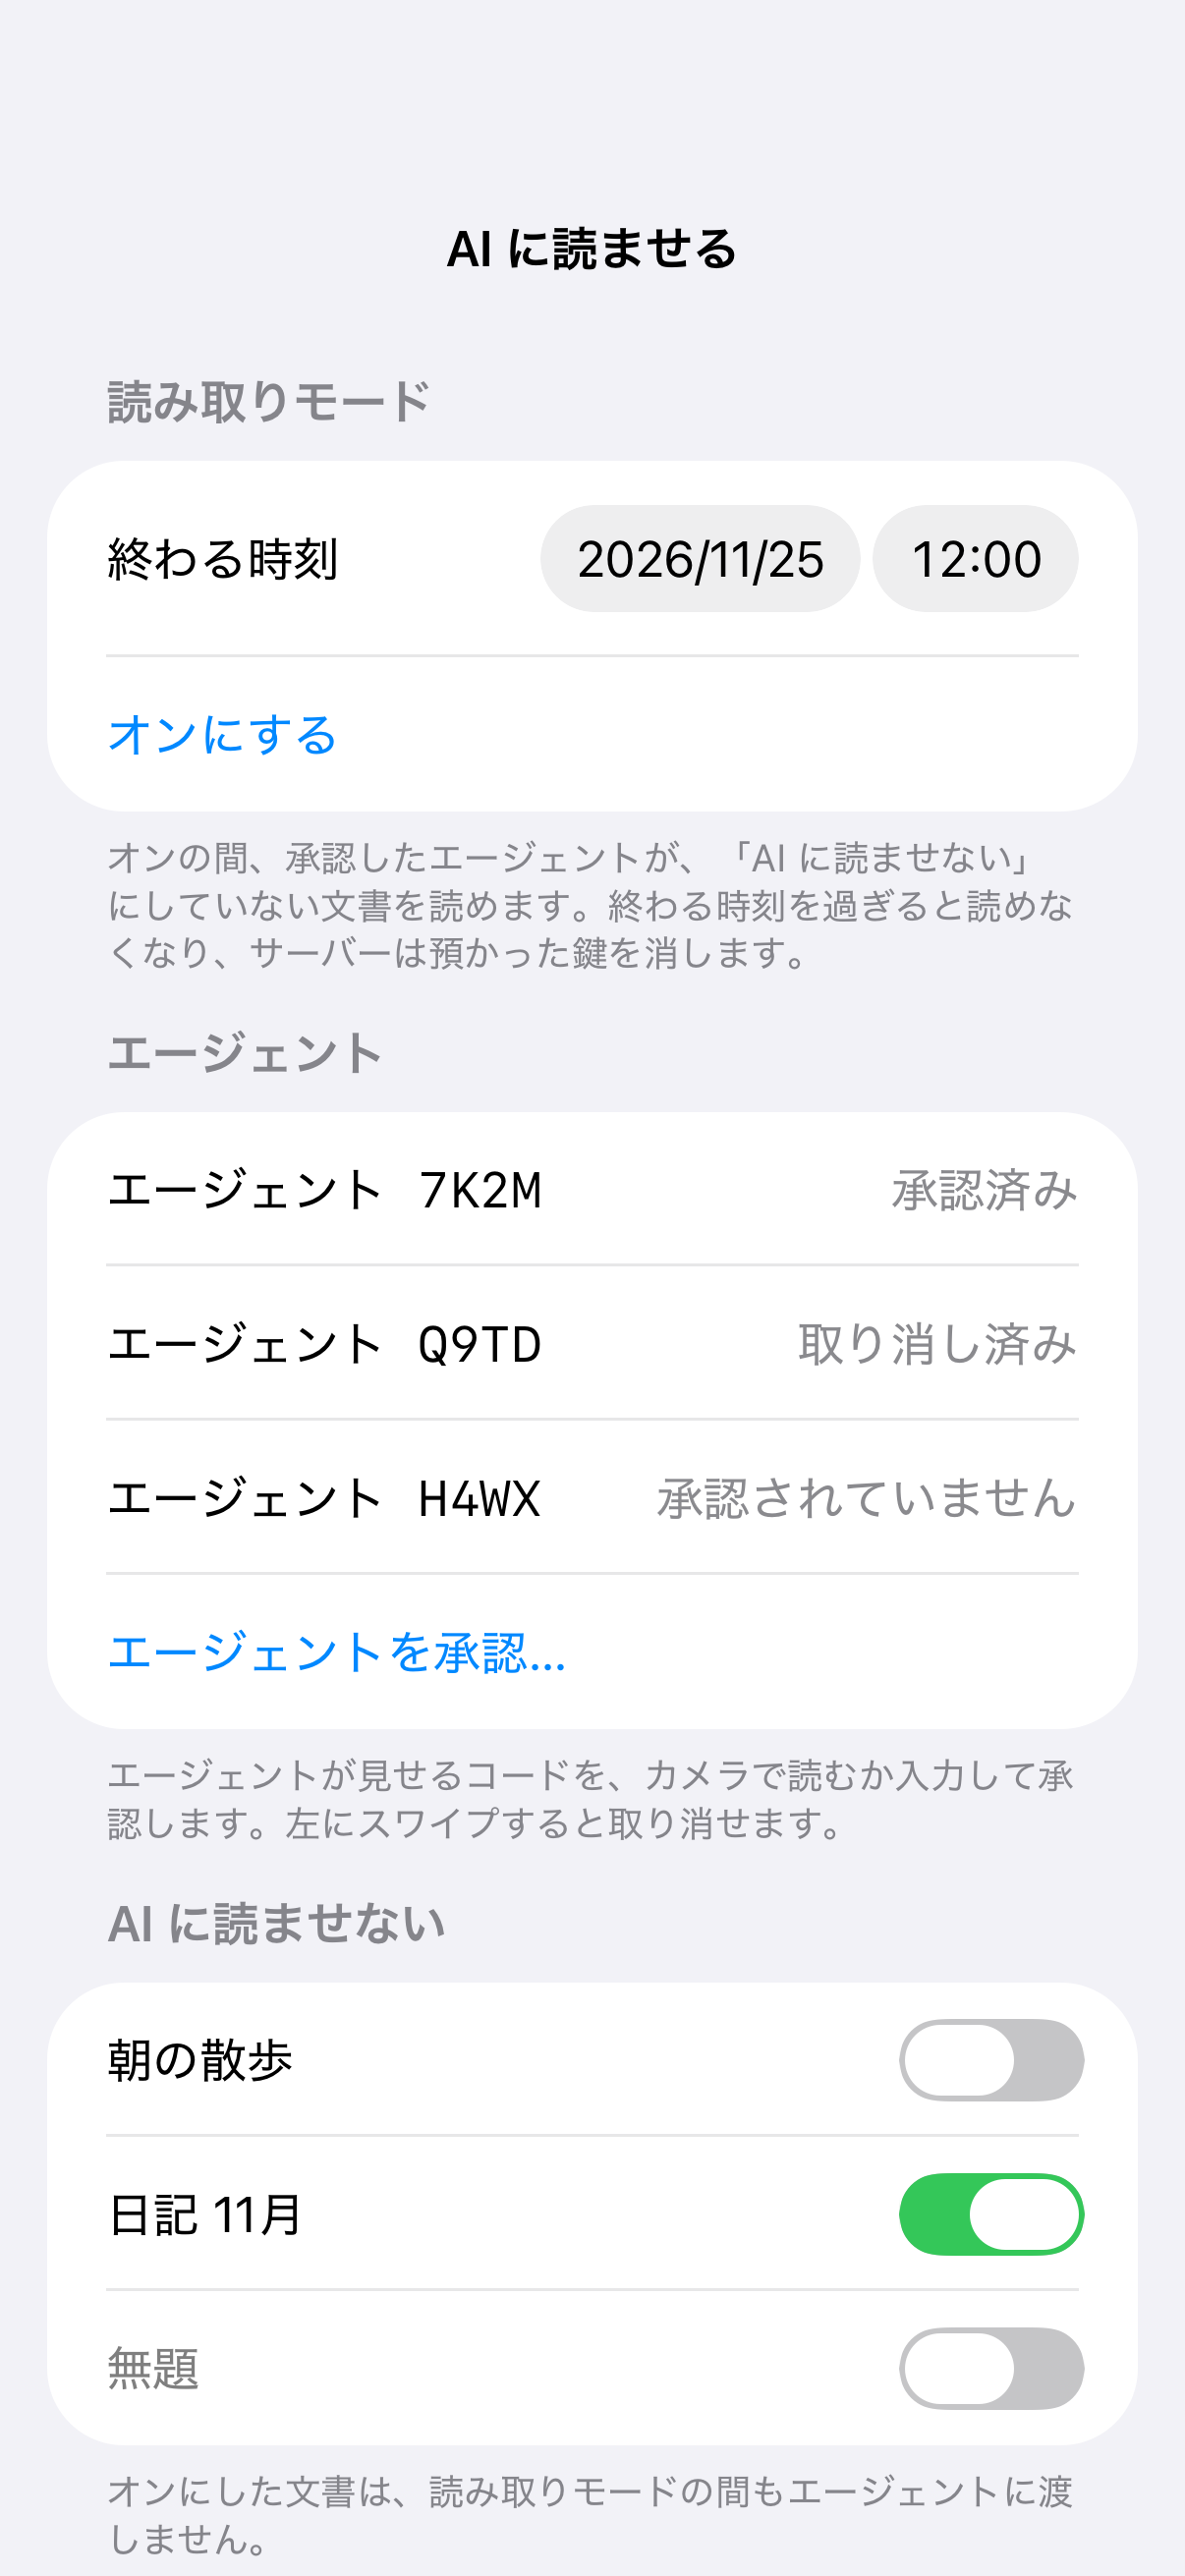 AI に読ませる
読み取りモード
終わる時刻 2026/11/25 12:00
オンにする
オンの間、承認したエージェントが、「AI に読ませない」
にしていない文書を読めます。終わる時刻を過ぎると読めな
くなり、サーバーは預かった鍵を消します。
エージェント
エージェント 7K2M 承認済み
エージェント Q9TD 取り消し済み
エージェント H4WX 承認されていません
エージェントを承認...
エージェントが見せるコードを、カメラで読むか入力して承
認します。左にスワイプすると取り消せます。
AI に読ませない
朝の散歩
日記 11月
無題
オンにした文書は、読み取りモードの間もエージェントに渡
しません。